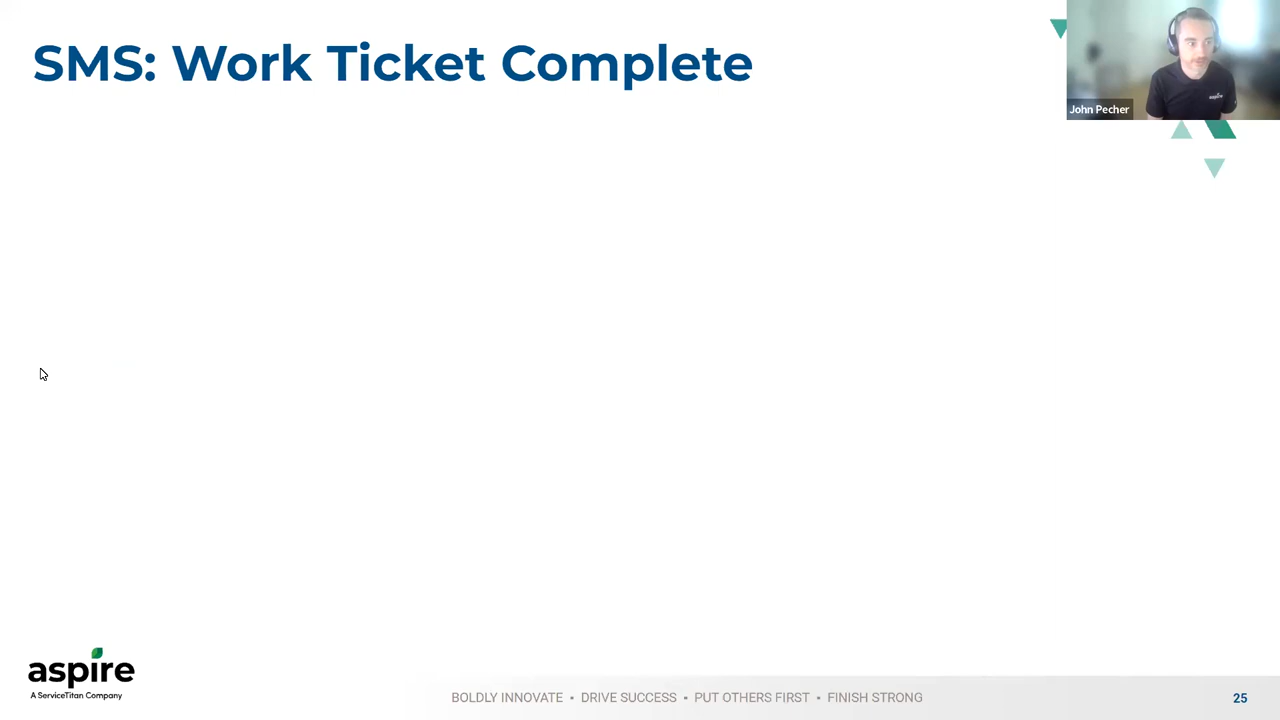 SMS: Work Ticket Complete
aspire
John Pecher
aspire
A ServiceTitan Company
BOLDLY INNOVATE • DRIVE SUCCESS • PUT OTHERS FIRST • FINISH STRONG
25